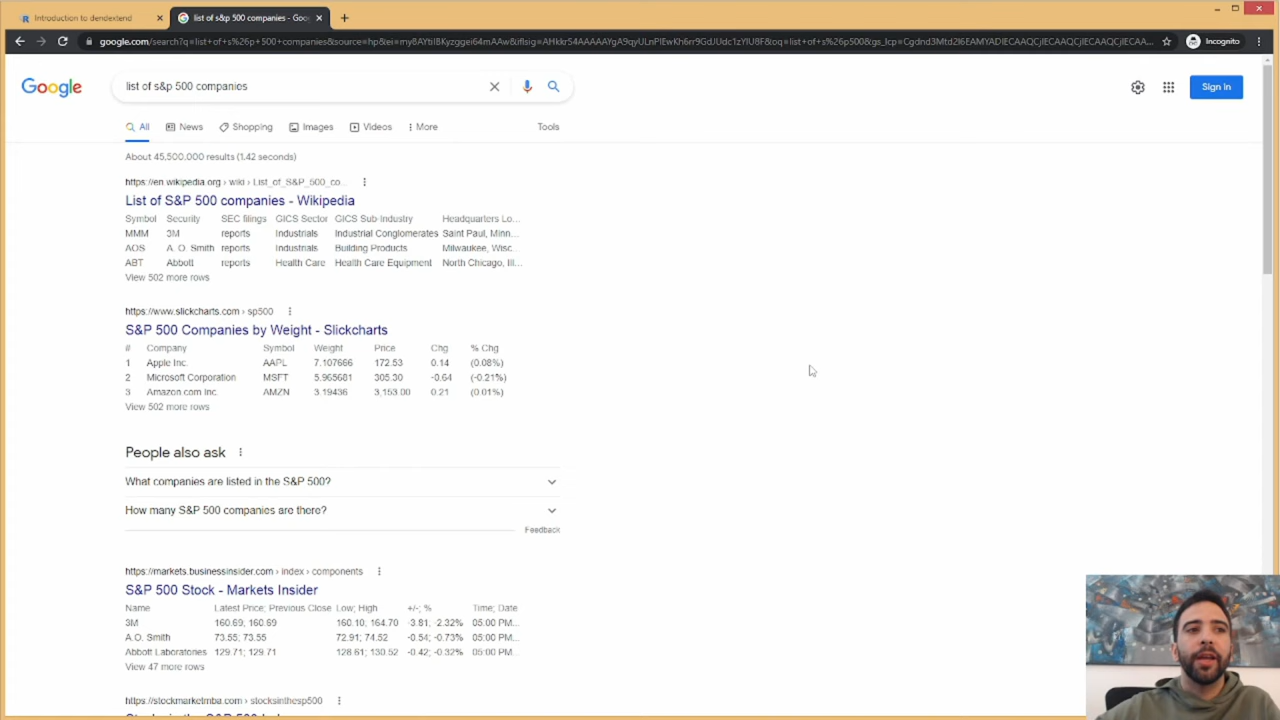 Introduction to dendextend
list of s&p 500 companies - Goo
Incognito
Google
list of s&p 500 companies
Sign in
All
News
Shopping
Images
Videos
More
Tools
About 45,500,000 results (1.42 seconds)
https://en.wikipedia.org › wiki › List_of_S&P_500_co...
List of S&P 500 companies - Wikipedia
Symbol Security SEC filings GICS Sector GICS Sub-Industry Headquarters Lo...
MMM 3M reports Industrials Industrial Conglomerates Saint Paul, Minn...
AOS A. O. Smith reports Industrials Building Products Milwaukee, Wisc...
ABT Abbott reports Health Care Health Care Equipment North Chicago, Ill...
View 502 more rows
https://www.slickcharts.com › sp500
S&P 500 Companies by Weight - Slickcharts
# Company Symbol Weight Price Chg % Chg
1 Apple Inc. AAPL 7.107666 172.53 0.14 (0.08%)
2 Microsoft Corporation MSFT 5.965681 305.30 -0.64 (-0.21%)
3 Amazon.com Inc. AMZN 3.19436 3,153.00 0.21 (0.01%)
View 502 more rows
People also ask
What companies are listed in the S&P 500?
How many S&P 500 companies are there?
Feedback
https://markets.businessinsider.com › index › components
S&P 500 Stock - Markets Insider
Name Latest Price; Previous Close Low; High +/-; % Time; Date
3M 160.69; 160.69 160.10; 164.70 -3.81; -2.32% 05:00 PM...
A.O. Smith 73.55; 73.55 72.91; 74.52 -0.54; -0.73% 05:00 PM...
Abbott Laboratories 129.71; 129.71 128.61; 130.52 -0.42; -0.32% 05:00 PM...
View 47 more rows
https://stockmarketmba.com › stocksinthesp500